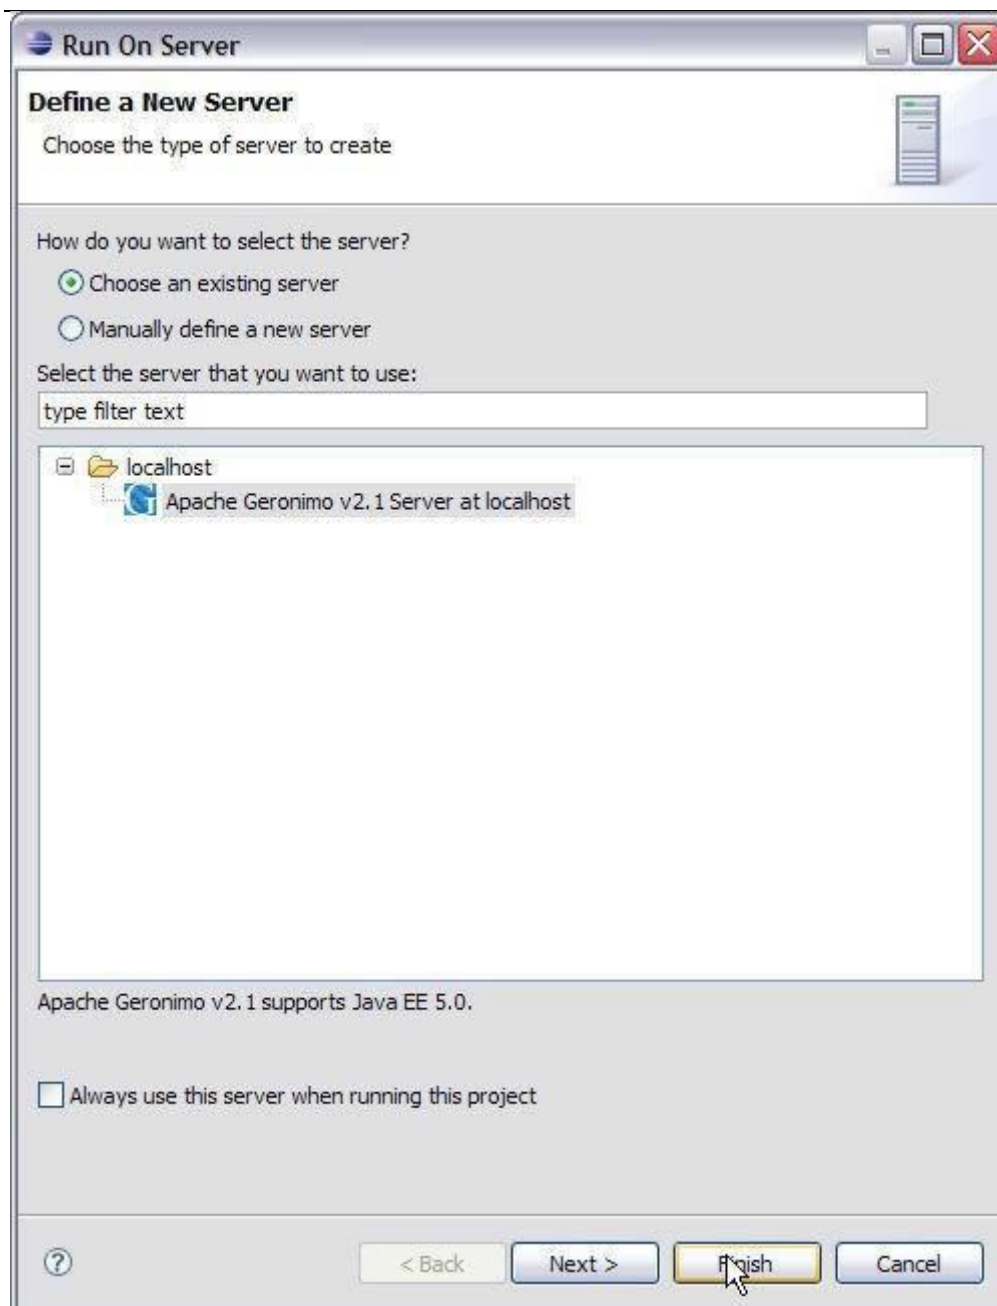 Run On Server
Define a New Server
Choose the type of server to create
How do you want to select the server?
Choose an existing server
Manually define a new server
Select the server that you want to use:
type filter text
localhost
Apache Geronimo v2.1 Server at localhost
Apache Geronimo v2.1 supports Java EE 5.0.
Always use this server when running this project
? < Back Next > Finish Cancel